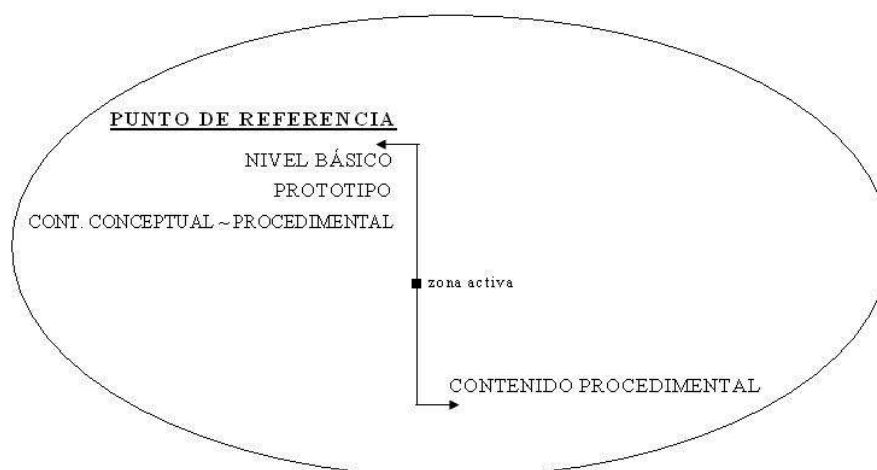 PUNTO DE REFERENCIA
NIVEL BÁSICO
PROTOTIPO
CONT. CONCEPTUAL ~ PROCEDIMENTAL
zona activa
CONTENIDO PROCEDIMENTAL